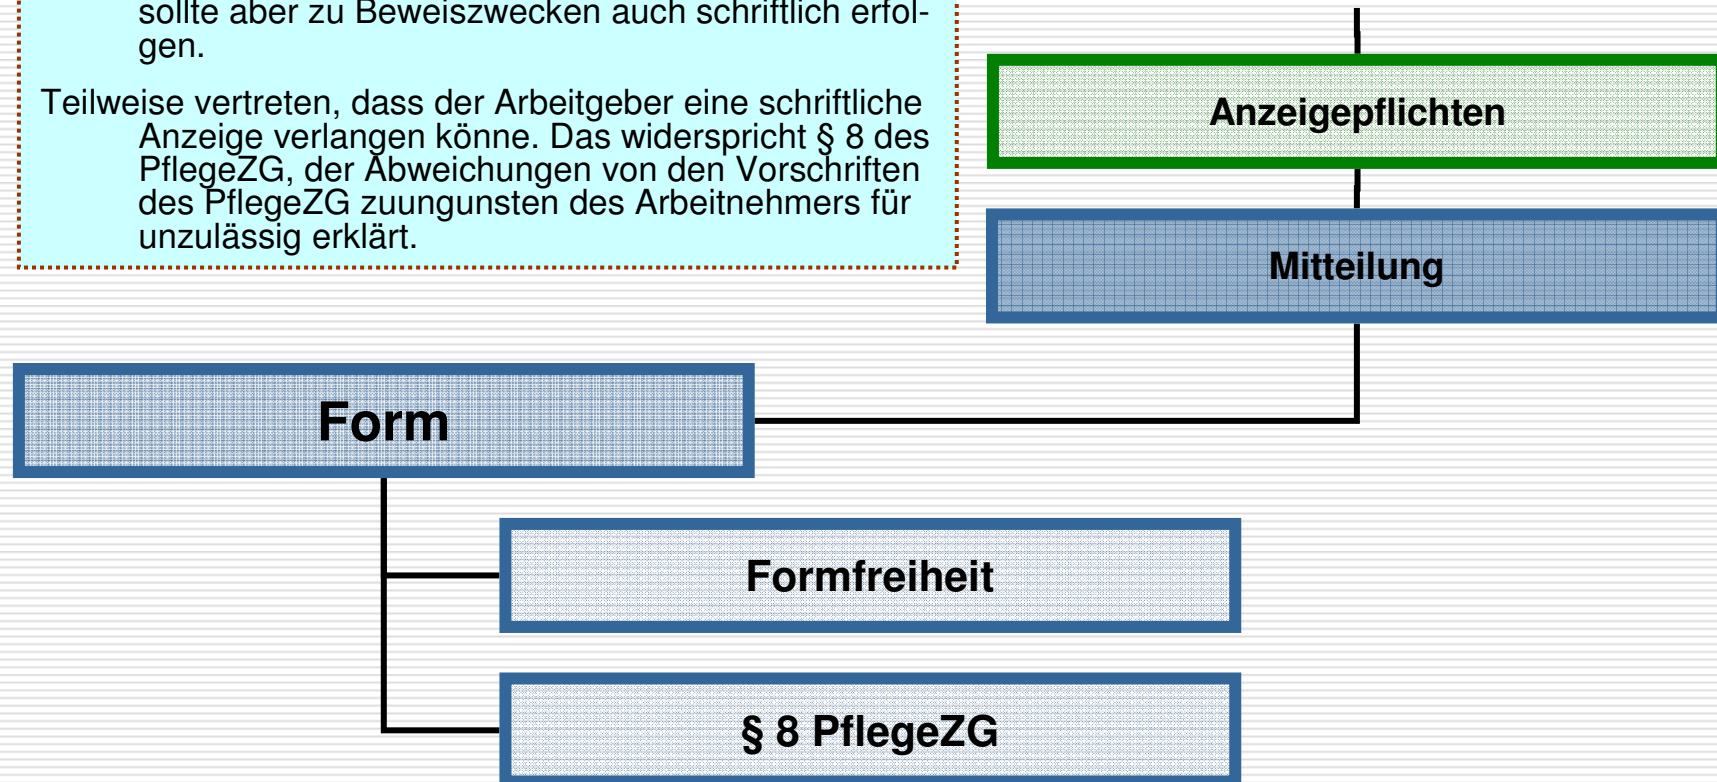 sollte aber zu Beweiszwecken auch schriftlich erfol-
gen.
Teilweise vertreten, dass der Arbeitgeber eine schriftliche
Anzeige verlangen könne. Das widerspricht § 8 des
PflegeZG, der Abweichungen von den Vorschriften
des PflegeZG zuungunsten des Arbeitnehmers für
unzulässig erklärt.
Anzeigepflichten
Mitteilung
Form
Formfreiheit
§ 8 PflegeZG